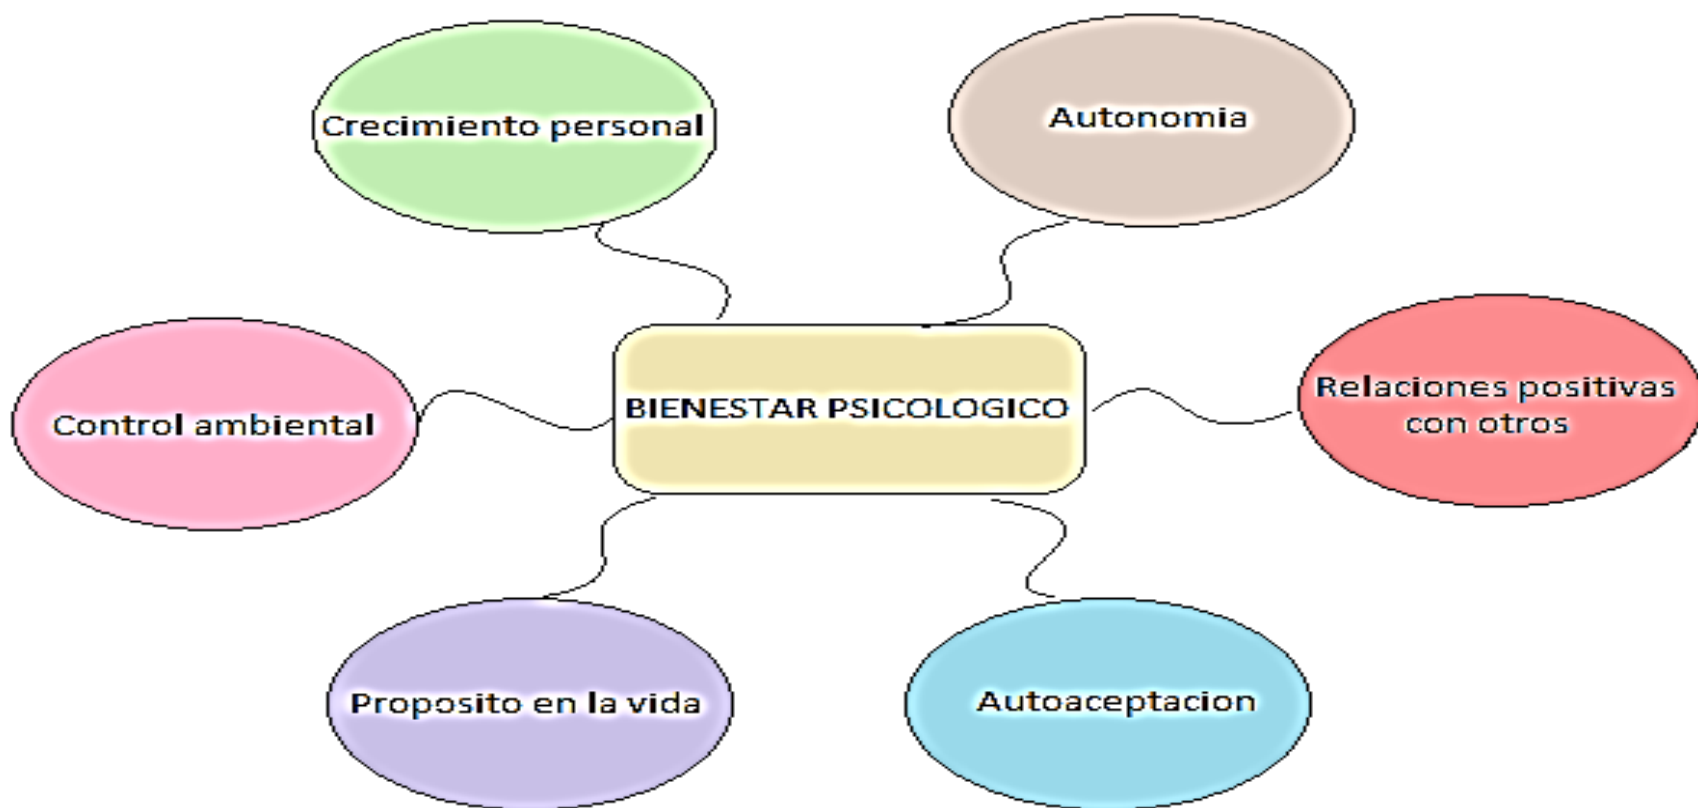 Crecimiento personal
Autonomia
Control ambiental
BIENESTAR PSICOLOGICO
Relaciones positivas
con otros
Proposito en la vida
Autoaceptacion